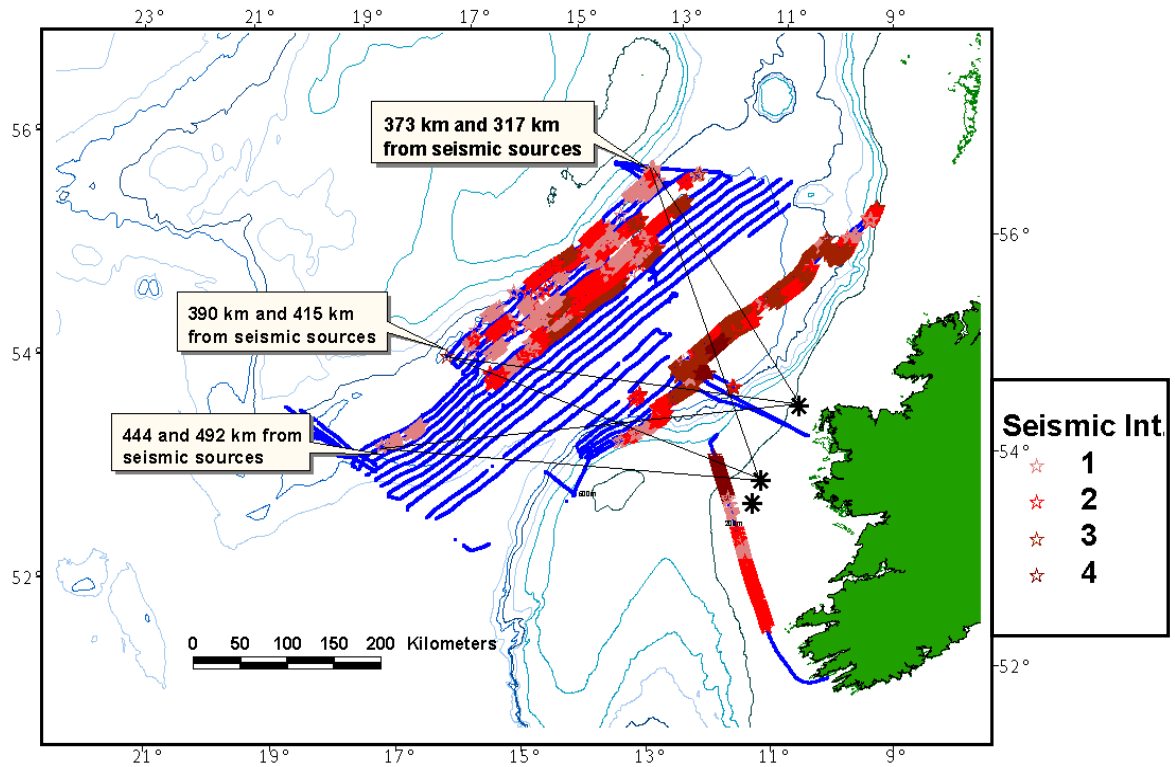 23° 21° 19° 17° 15° 13° 11° 9°
56°
373 km and 317 km
from seismic sources
56°
390 km and 415 km
from seismic sources
54°
444 and 492 km from
seismic sources
Seismic Int.
54°
1
600m
2
200m
3
52°
4
0 50 100 150 200 Kilometers
52°
21° 19° 17° 15° 13° 11° 9°